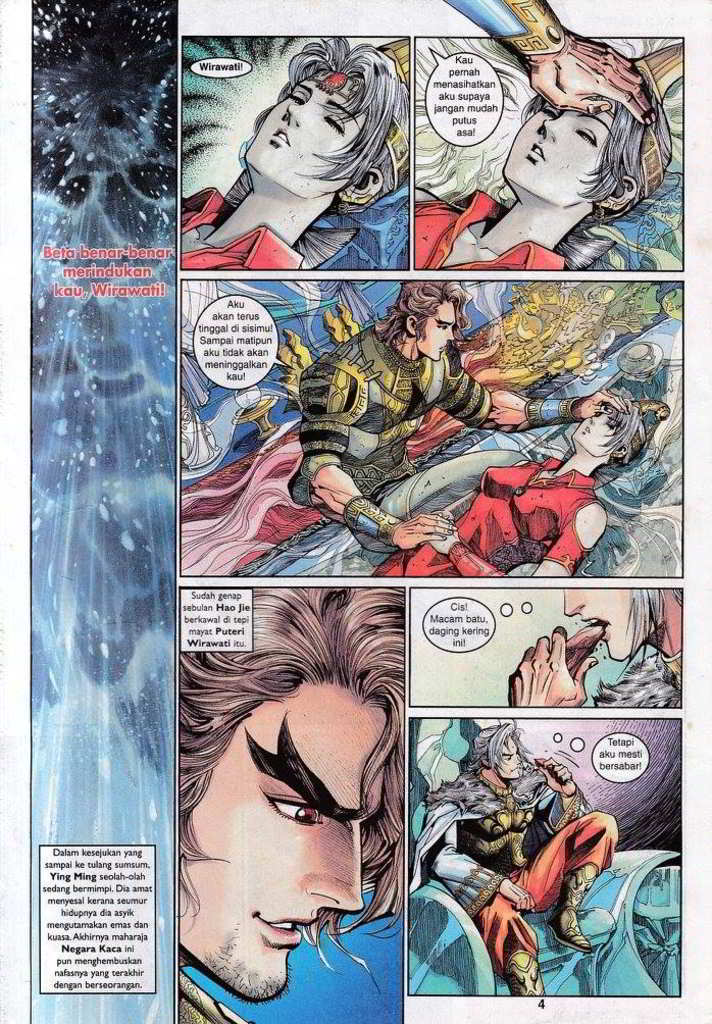 Beta benar-benar
merindukan
kau, Wirawati!
Dalam kesejukan yang
sampai ke tulang sumsum,
Ying Ming seolah-olah
sedang bermimpi. Dia amat
menyesal kerana seumur
hidupnya dia asyik
mengutamakan emas dan
kuasa. Akhirnya maharaja
Negara Kaca ini
pun menghembuskan
nafasnya yang terakhir
dengan berseorangan.
Wirawati!
Kau
pernah
menasihatkan
aku supaya
jangan mudah
putus
asa!
Aku
akan terus
tinggal di sisimu!
Sampai matipun
aku tidak akan
meninggalkan
kau!
Sudah genap
sebulan Hao Jie
berkawal di tepi
mayat Puteri
Wirawati itu.
Cis!
Macam batu,
daging kering
ini!
Tetapi
aku mesti
bersabar!
4